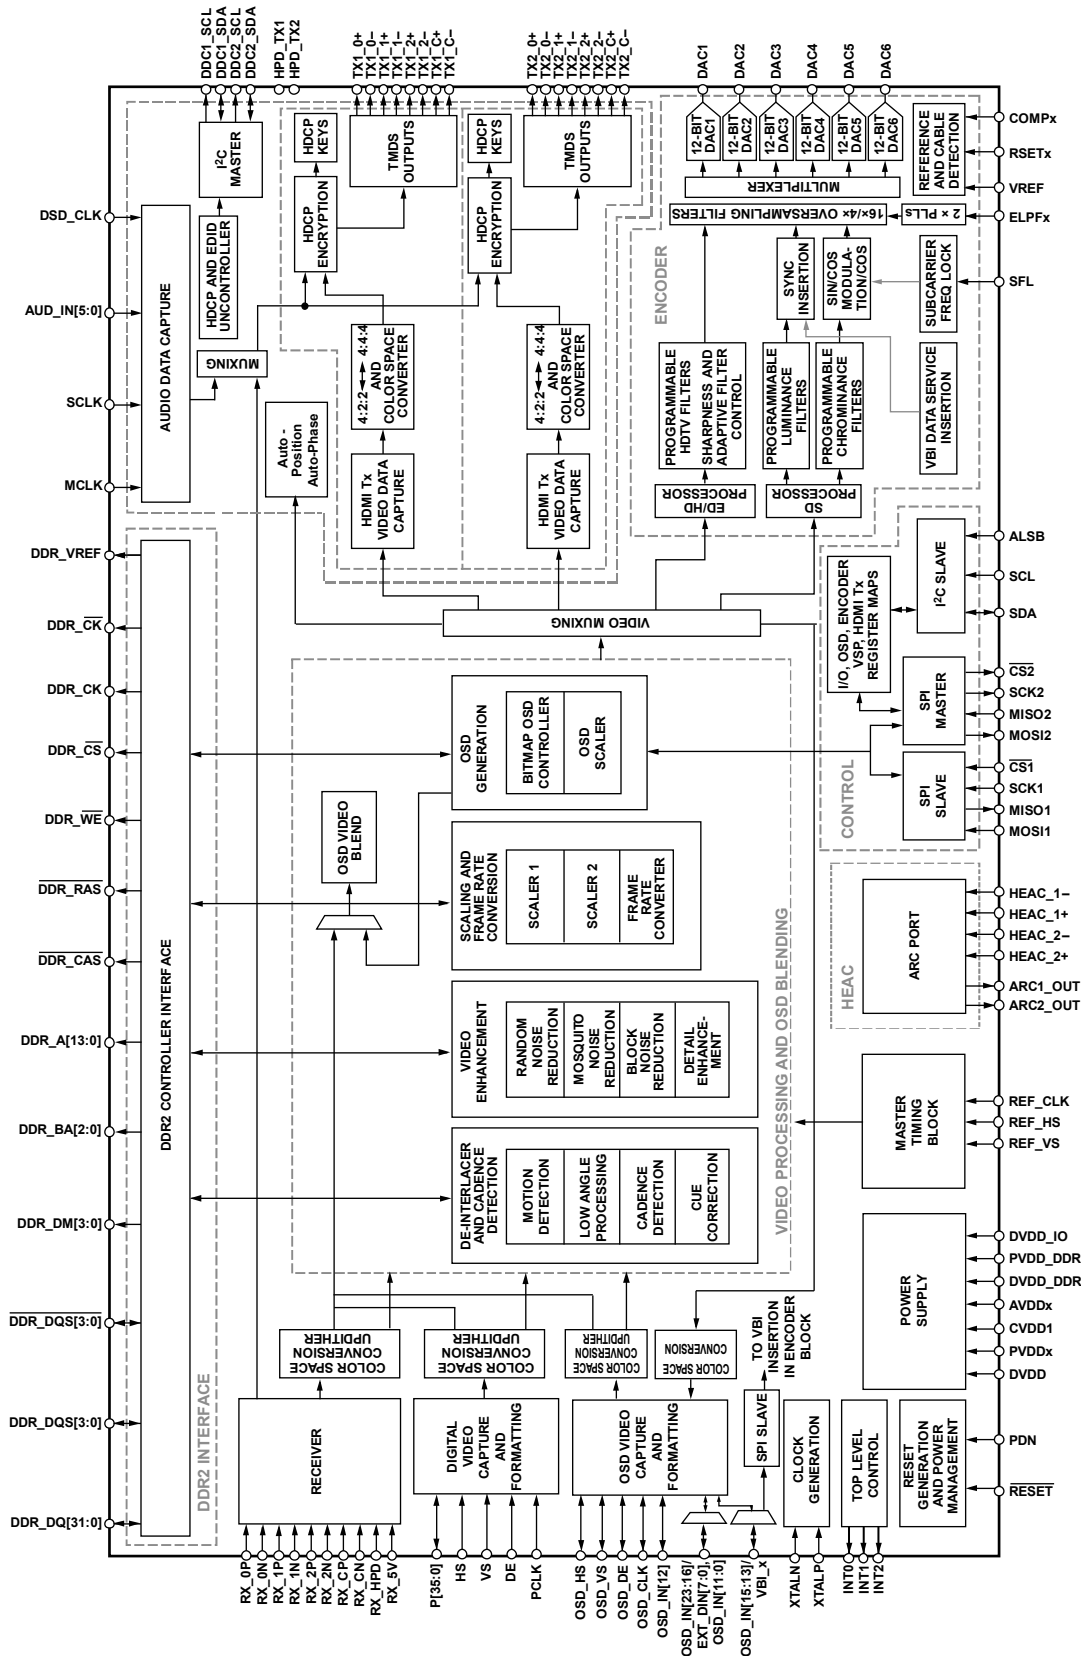 DDC1_SCL
DDC1_SDA
DDC2_SCL
DDC2_SDA
HPD_TX1
HPD_TX2
TX1_0+
TX1_0–
TX1_1+
TX1_1–
TX1_2+
TX1_2–
TX1_C+
TX1_C–
TX2_0+
TX2_0–
TX2_1+
TX2_1–
TX2_2+
TX2_2–
TX2_C+
TX2_C–
DAC1
DAC2
DAC3
DAC4
DAC5
DAC6
DSD_CLK
AUD_IN[5:0]
SCLK
MCLK
DDR_VREF
DDR_CK
DDR_CK
DDR_CS
DDR_WE
DDR_RAS
DDR_CAS
DDR_A[13:0]
DDR_BA[2:0]
DDR_DM[3:0]
DDR_DQS[3:0]
DDR_DQS[3:0]
DDR_DQ[31:0]
AUDIO DATA CAPTURE
I2C
MASTER
HDCP AND EDID
UNCONTROLLER
MUXING
HDCP
KEYS
HDCP
ENCRYPTION
TMDS
OUTPUTS
4:2:2 4:4:4
AND
COLOR SPACE
CONVERTER
HDMI Tx
VIDEO DATA
CAPTURE
Auto -
Position
Auto-Phase
HDCP
KEYS
HDCP
ENCRYPTION
TMDS
OUTPUTS
4:2:2 4:4:4
AND
COLOR SPACE
CONVERTER
HDMI Tx
VIDEO DATA
CAPTURE
ENCODER
12-BIT
DAC1
12-BIT
DAC2
12-BIT
DAC3
12-BIT
DAC4
12-BIT
DAC5
12-BIT
DAC6
MULTIPLEXER
16×/4× OVERSAMPLING FILTERS
2 × PLLs
REFERENCE
AND CABLE
DETECTION
SYNC
INSERTION
SIN/COS
MODULA-
TION/COS
SUBCARRIER
FREQ LOCK
PROGRAMMABLE
HDTV FILTERS
SHARPNESS AND
ADAPTIVE FILTER
CONTROL
PROGRAMMABLE
LUMINANCE
FILTERS
PROGRAMMABLE
CHROMINANCE
FILTERS
VBI DATA SERVICE
INSERTION
ED/HD
PROCESSOR
SD
PROCESSOR
COMPx
RSETx
VREF
ELPFx
SFL
VIDEO MUXING
CONTROL
I/O, OSD, ENCODER
VSP, HDMI Tx
REGISTER MAPS
I2C SLAVE
SPI
MASTER
SPI
SLAVE
ALSB
SCL
SDA
CS2
SCK2
MISO2
MOSI2
CS1
SCK1
MISO1
MOSI1
HEAC
ARC PORT
HEAC_1–
HEAC_1+
HEAC_2–
HEAC_2+
ARC1_OUT
ARC2_OUT
DDR2 INTERFACE
DDR2 CONTROLLER INTERFACE
VIDEO PROCESSING AND OSD BLENDING
OSD
GENERATION
BITMAP OSD
CONTROLLER
OSD
SCALER
OSD VIDEO
BLEND
SCALING AND
FRAME RATE
CONVERSION
SCALER 1
SCALER 2
FRAME
RATE
CONVERTER
VIDEO
ENHANCEMENT
RANDOM
NOISE
REDUCTION
MOSQUITO
NOISE
REDUCTION
BLOCK
NOISE
REDUCTION
DETAIL
ENHANCE-
MENT
DE-INTERLACER
AND CADENCE
DETECTION
MOTION
DETECTION
LOW ANGLE
PROCESSING
CADENCE
DETECTION
CUE
CORRECTION
MASTER
TIMING
BLOCK
REF_CLK
REF_HS
REF_VS
POWER
SUPPLY
DVDD_IO
PVDD_DDR
DVDD_DDR
AVDDx
CVDD1
PVDDx
DVDD
COLOR SPACE
CONVERSION
UPDITHER
COLOR SPACE
CONVERSION
UPDITHER
COLOR SPACE
CONVERSION
UPDITHER
COLOR SPACE
CONVERSION
TO VBI
INSERTION
IN ENCODER
BLOCK
RECEIVER
DIGITAL
VIDEO
CAPTURE
AND
FORMATTING
OSD VIDEO
CAPTURE
AND
FORMATTING
SPI SLAVE
CLOCK
GENERATION
TOP LEVEL
CONTROL
RESET
GENERATION
AND POWER
MANAGEMENT
PDN
RESET
RX_0P
RX_0N
RX_1P
RX_1N
RX_2P
RX_2N
RX_CP
RX_CN
RX_HPD
RX_5V
P[35:0]
HS
VS
DE
PCLK
OSD_HS
OSD_VS
OSD_DE
OSD_CLK
OSD_IN[12]
OSD_IN[23:16]/
EXT_DIN[7:0],
OSD_IN[11:0]
OSD_IN[15:13]/
VBI_x
XTALN
XTALP
INT0
INT1
INT2